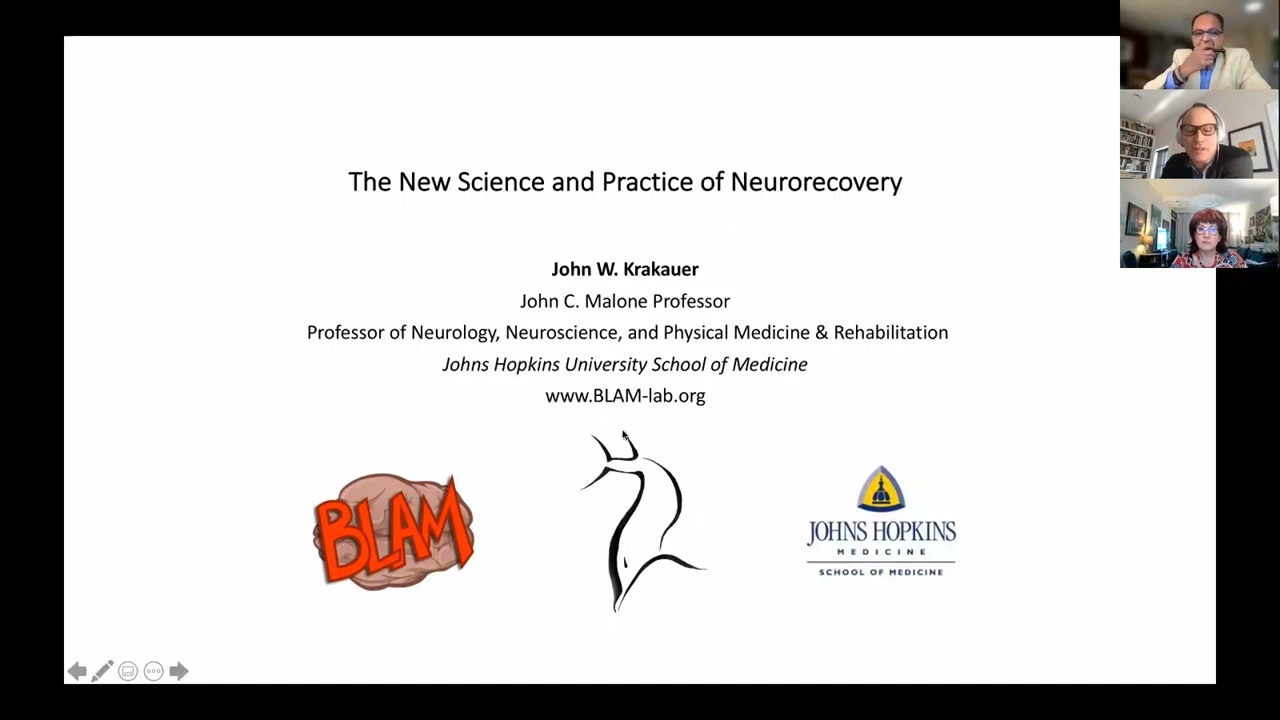 The New Science and Practice of Neurorecovery
John W. Krakauer
John C. Malone Professor
Professor of Neurology, Neuroscience, and Physical Medicine & Rehabilitation
Johns Hopkins University School of Medicine
www.BLAM-lab.org
BLAM
JOHNS HOPKINS
MEDICINE
SCHOOL OF MEDICINE